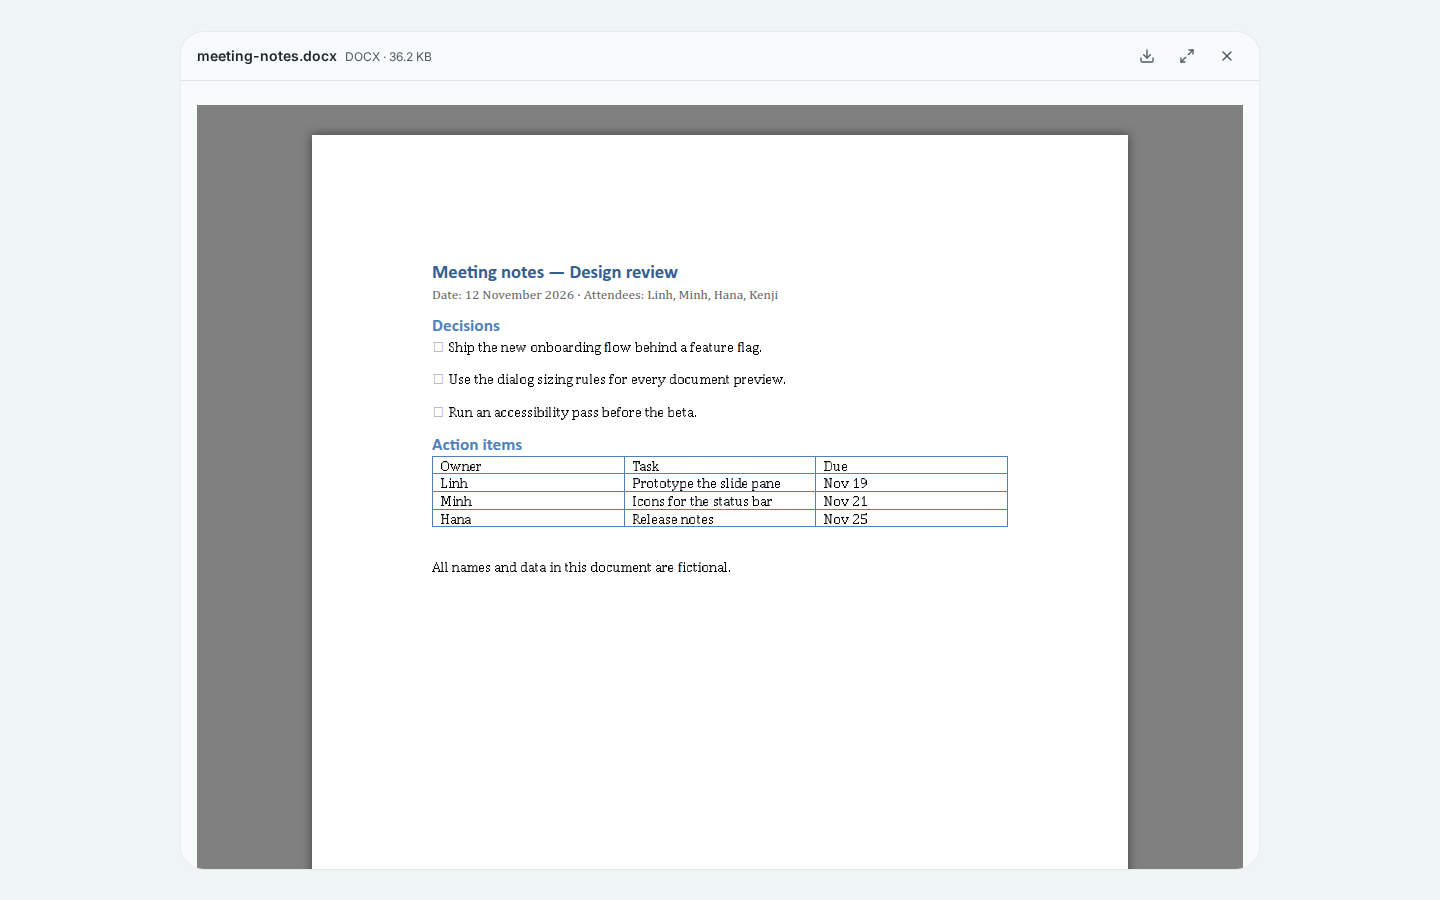 meeting-notes.docx DOCX · 36.2 KB
Meeting notes — Design review
Date: 12 November 2026 · Attendees: Linh, Minh, Hana, Kenji
Decisions
☐ Ship the new onboarding flow behind a feature flag.
☐ Use the dialog sizing rules for every document preview.
☐ Run an accessibility pass before the beta.
Action items
Owner Task Due
Linh Prototype the slide pane Nov 19
Minh Icons for the status bar Nov 21
Hana Release notes Nov 25
All names and data in this document are fictional.